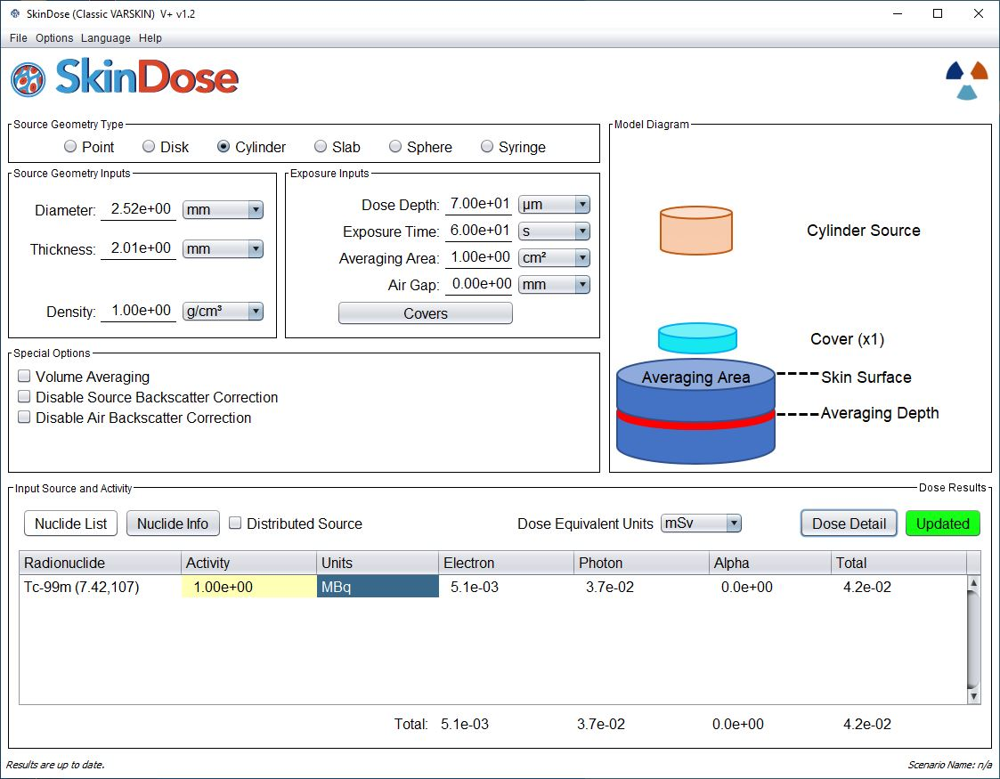 SkinDose (Classic VARSKIN) V+ v1.2
File Options Language Help
SkinDose
Source Geometry Type
Point Disk Cylinder Slab Sphere Syringe
Source Geometry Inputs
Diameter: 2.52e+00 mm
Thickness: 2.01e+00 mm
Density: 1.00e+00 g/cm³
Exposure Inputs
Dose Depth: 7.00e+01 µm
Exposure Time: 6.00e+01 s
Averaging Area: 1.00e+00 cm²
Air Gap: 0.00e+00 mm
Covers
Special Options
Volume Averaging
Disable Source Backscatter Correction
Disable Air Backscatter Correction
Model Diagram
Cylinder Source
Cover (x1)
Averaging Area
Skin Surface
Averaging Depth
Input Source and Activity
Dose Results
Nuclide List Nuclide Info Distributed Source Dose Equivalent Units mSv Dose Detail Updated
Radionuclide Activity Units Electron Photon Alpha Total
Tc-99m (7.42,107) 1.00e+00 MBq 5.1e-03 3.7e-02 0.0e+00 4.2e-02
Total: 5.1e-03 3.7e-02 0.0e+00 4.2e-02
Results are up to date.
Scenario Name: n/a